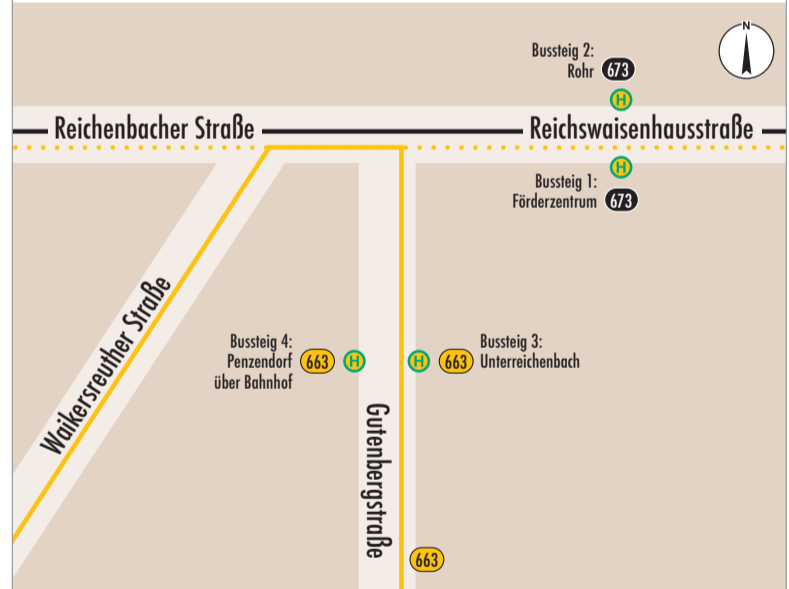 N
Bussteig 2:
Rohr 673
H
Reichenbacher Straße
Reichswaisenhausstraße
H
Bussteig 1:
Förderzentrum 673
Waikersreuther Straße
Bussteig 4:
Penzendorf 663 H
über Bahnhof
Bussteig 3:
H 663 Unterreichenbach
Gutenbergstraße
663